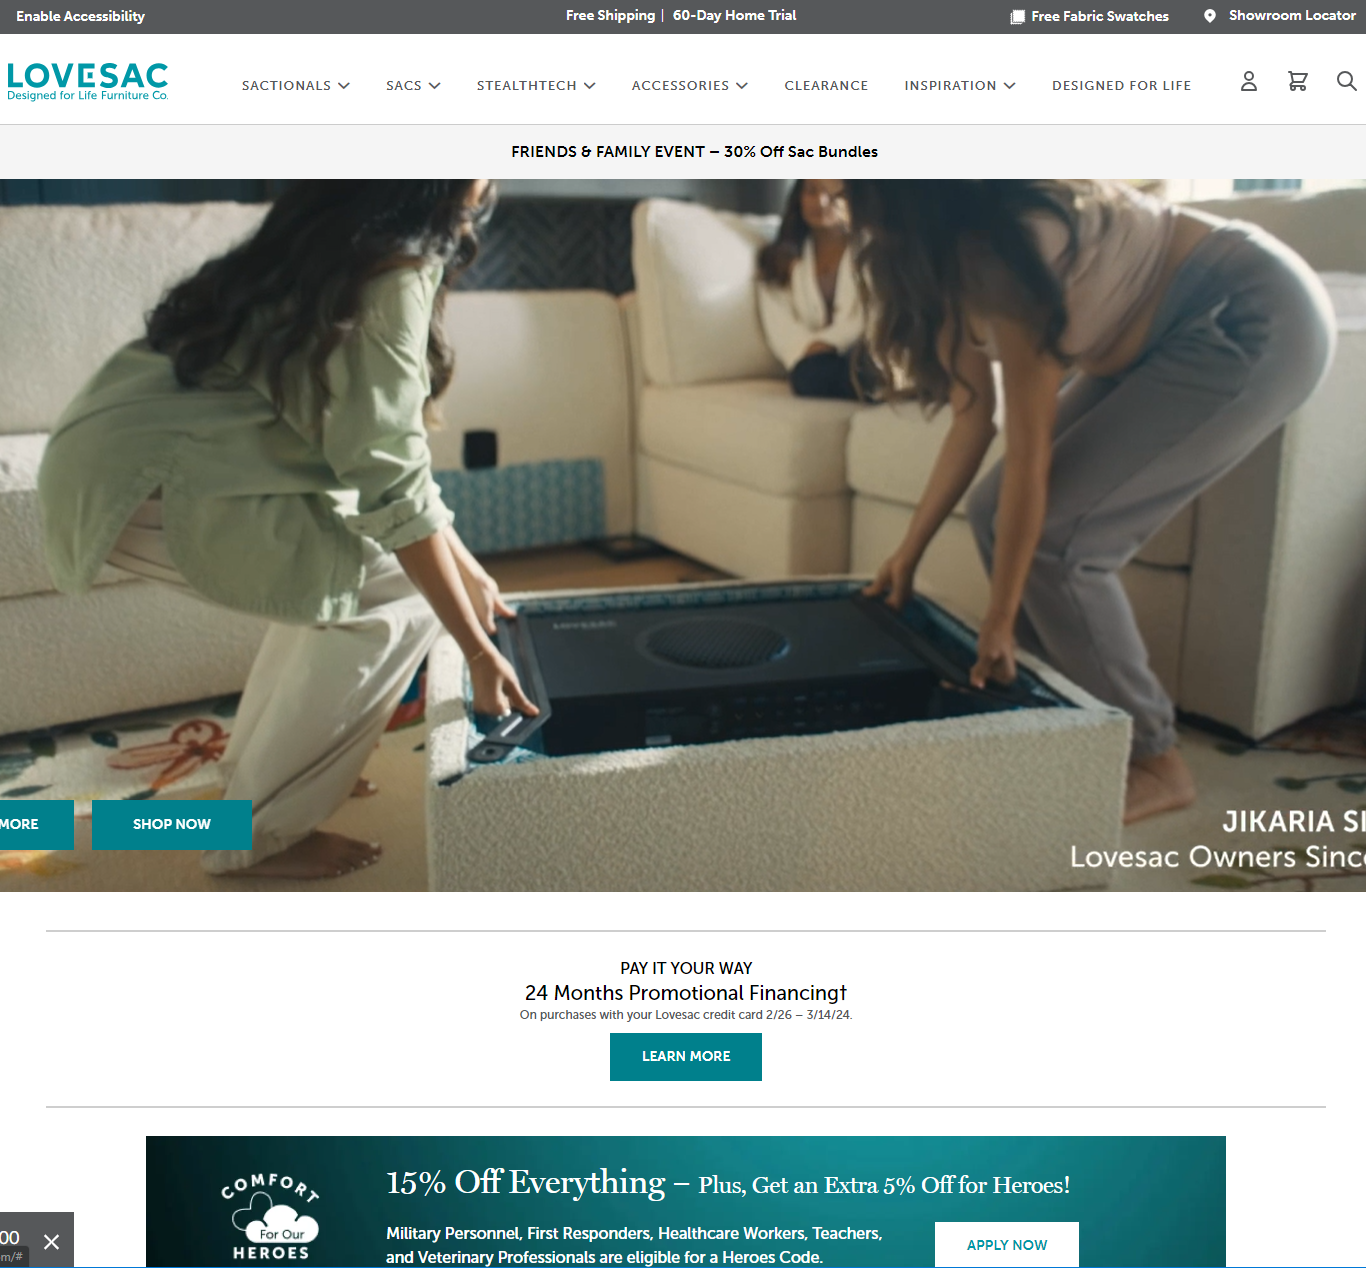 Enable Accessibility
Free Shipping | 60-Day Home Trial
Free Fabric Swatches
Showroom Locator
LOVESAC
Designed for Life Furniture Co.
SACTIONALS
SACS
STEALTHTECH
ACCESSORIES
CLEARANCE
INSPIRATION
DESIGNED FOR LIFE
FRIENDS & FAMILY EVENT – 30% Off Sac Bundles
LOVESAC
MORE
SHOP NOW
JIKARIA SI
Lovesac Owners Sinc
PAY IT YOUR WAY
24 Months Promotional Financing†
On purchases with your Lovesac credit card 2/26 – 3/14/24.
LEARN MORE
COMFORT
For Our
HEROES
15% Off Everything – Plus, Get an Extra 5% Off for Heroes!
Military Personnel, First Responders, Healthcare Workers, Teachers,
and Veterinary Professionals are eligible for a Heroes Code.
APPLY NOW
00
m/#